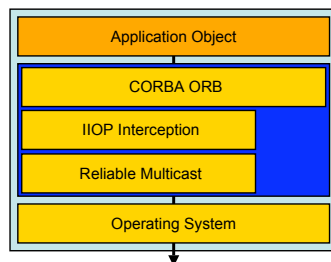 Application Object
CORBA ORB
IIOP Interception
Reliable Multicast
Operating System